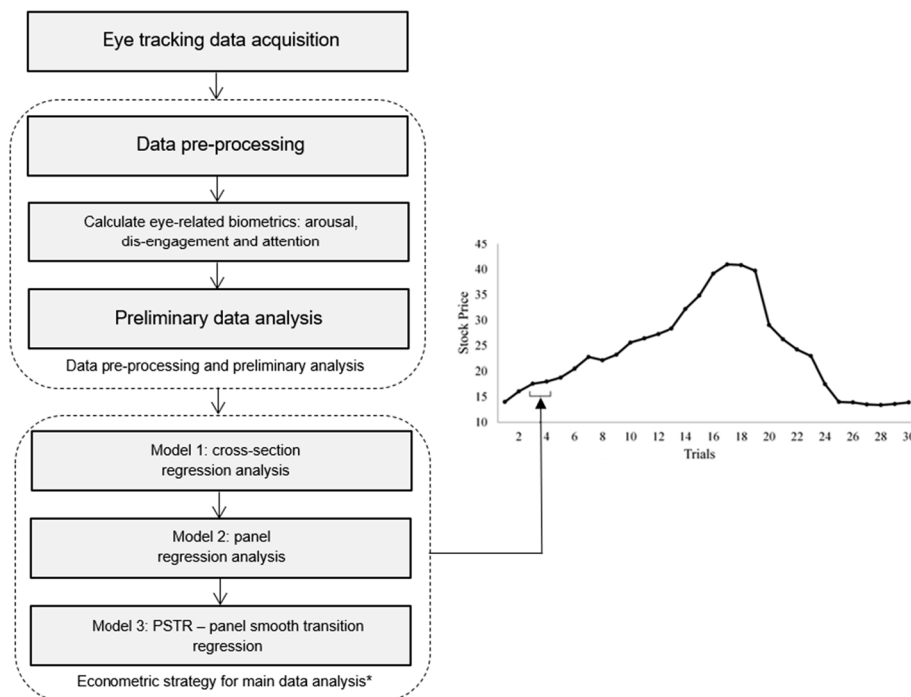 Eye tracking data acquisition
Data pre-processing
Calculate eye-related biometrics: arousal,
dis-engagement and attention
Preliminary data analysis
Data pre-processing and preliminary analysis
Model 1: cross-section
regression analysis
Model 2: panel
regression analysis
Model 3: PSTR – panel smooth transition
regression
Econometric strategy for main data analysis*
45
40
35
30
25
20
15
10
Stock Price
2 4 6 8 10 12 14 16 18 20 22 24 26 28 30
Trials